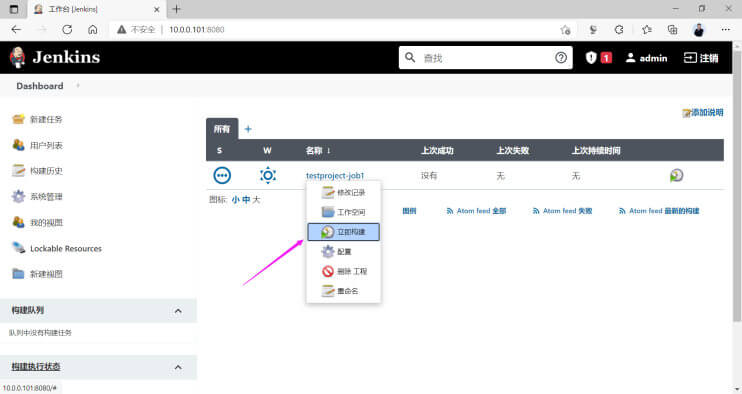 工作台 [Jenkins]
不安全 | 10.0.0.101:8080
Jenkins
查找
1
admin
注销
Dashboard
添加说明
新建任务
用户列表
构建历史
系统管理
我的视图
Lockable Resources
新建视图
所有 +
S W 名称 ↓ 上次成功 上次失败 上次持续时间
testproject-job1 没有 无 无
图标: 小 中 大
图例 Atom feed 全部 Atom feed 失败 Atom feed 最新的构建
修改记录
工作空间
立即构建
配置
删除 工程
重命名
构建队列
队列中没有构建任务
构建执行状态
10.0.0.101:8080/#